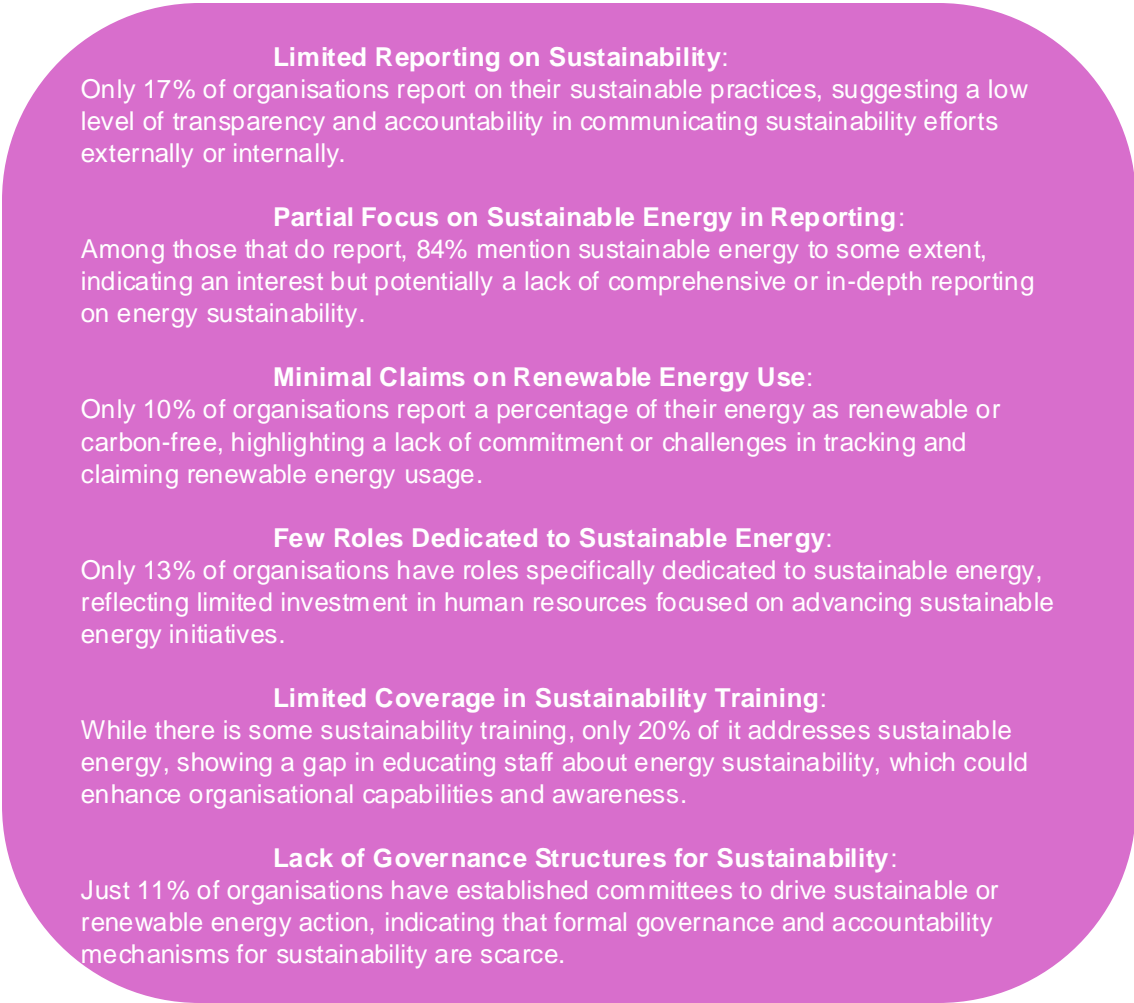 Limited Reporting on Sustainability:
Only 17% of organisations report on their sustainable practices, suggesting a low
level of transparency and accountability in communicating sustainability efforts
externally or internally.
Partial Focus on Sustainable Energy in Reporting:
Among those that do report, 84% mention sustainable energy to some extent,
indicating an interest but potentially a lack of comprehensive or in-depth reporting
on energy sustainability.
Minimal Claims on Renewable Energy Use:
Only 10% of organisations report a percentage of their energy as renewable or
carbon-free, highlighting a lack of commitment or challenges in tracking and
claiming renewable energy usage.
Few Roles Dedicated to Sustainable Energy:
Only 13% of organisations have roles specifically dedicated to sustainable energy,
reflecting limited investment in human resources focused on advancing sustainable
energy initiatives.
Limited Coverage in Sustainability Training:
While there is some sustainability training, only 20% of it addresses sustainable
energy, showing a gap in educating staff about energy sustainability, which could
enhance organisational capabilities and awareness.
Lack of Governance Structures for Sustainability:
Just 11% of organisations have established committees to drive sustainable or
renewable energy action, indicating that formal governance and accountability
mechanisms for sustainability are scarce.